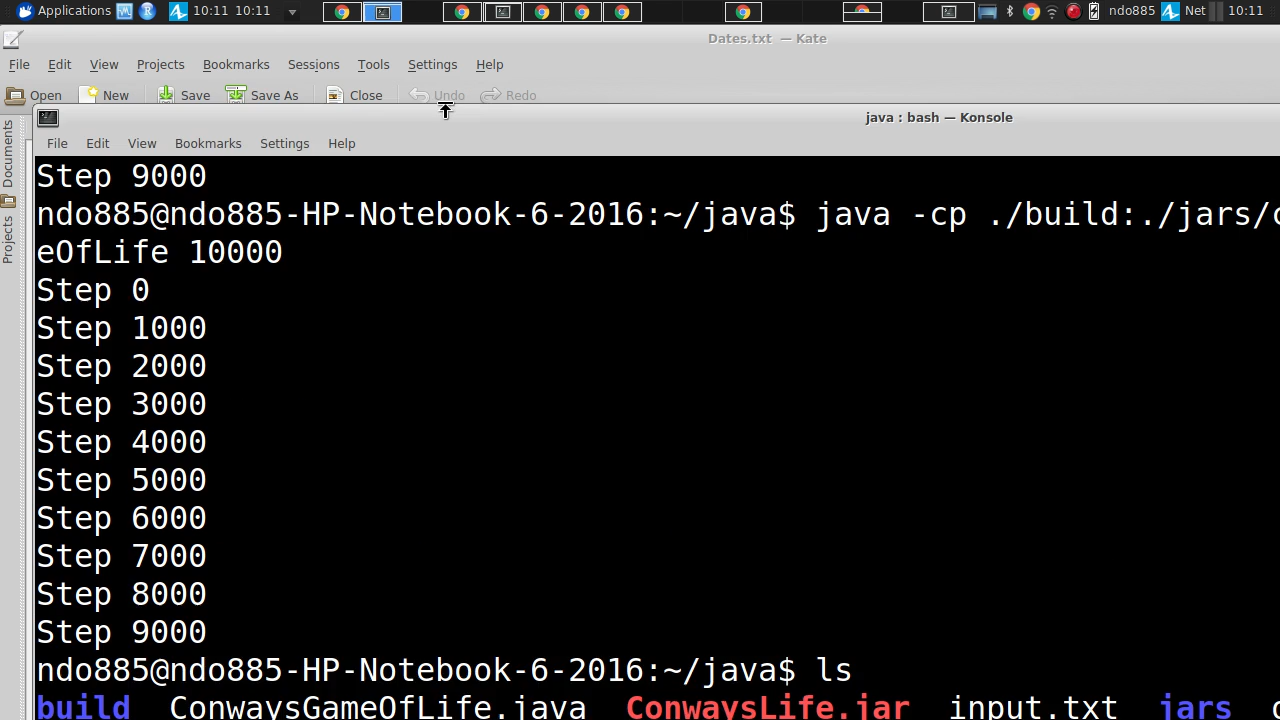 Applications 10:11 10:11 ndo885 Net 10:11
Dates.txt — Kate
File Edit View Projects Bookmarks Sessions Tools Settings Help
Open New Save Save As Close Undo Redo
Documents
Projects
java : bash — Konsole
File Edit View Bookmarks Settings Help
Step 9000
ndo885@ndo885-HP-Notebook-6-2016:~/java$ java -cp ./build:./jars/c
eOfLife 10000
Step 0
Step 1000
Step 2000
Step 3000
Step 4000
Step 5000
Step 6000
Step 7000
Step 8000
Step 9000
ndo885@ndo885-HP-Notebook-6-2016:~/java$ ls
build ConwaysGameOfLife.java ConwaysLife.jar input.txt jars